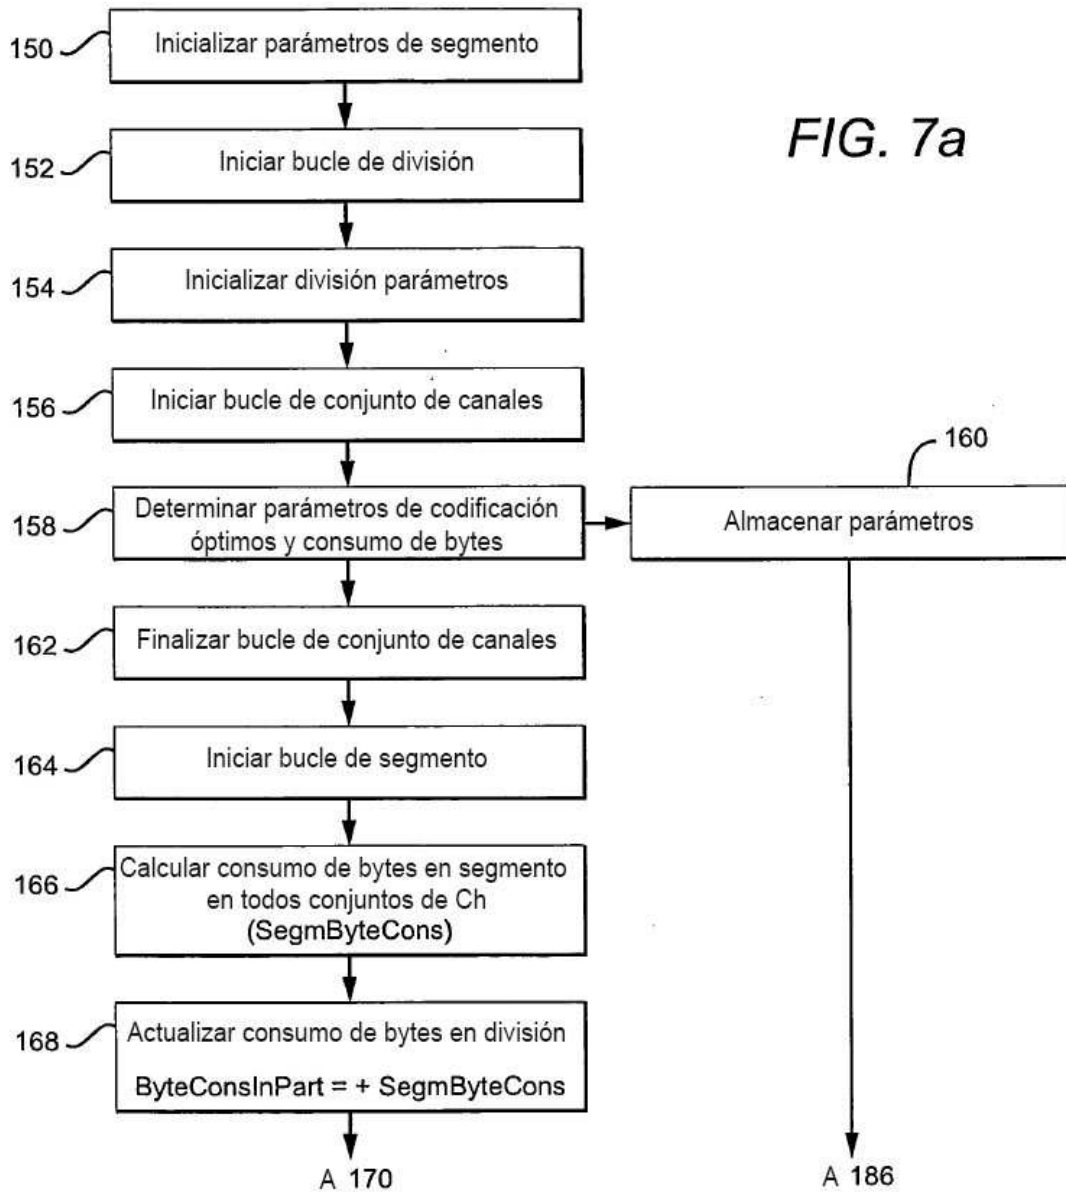 150
Inicializar parámetros de segmento
FIG. 7a
152
Iniciar bucle de división
154
Inicializar división parámetros
156
Iniciar bucle de conjunto de canales
160
158
Determinar parámetros de codificación
óptimos y consumo de bytes
Almacenar parámetros
162
Finalizar bucle de conjunto de canales
164
Iniciar bucle de segmento
166
Calcular consumo de bytes en segmento
en todos conjuntos de Ch
(SegmByteCons)
168
Actualizar consumo de bytes en división
ByteConsInPart = + SegmByteCons
A 170
A 186